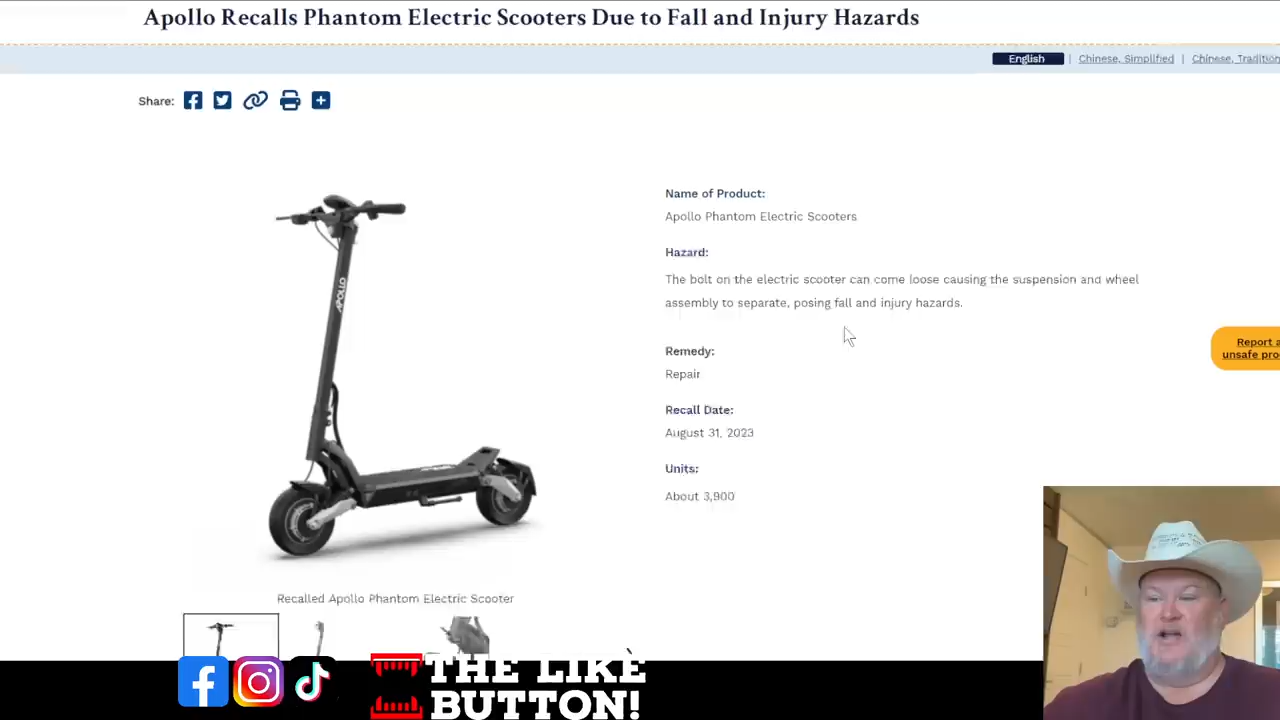 Apollo Recalls Phantom Electric Scooters Due to Fall and Injury Hazards
English | Chinese, Simplified | Chinese, Tradition
Share:
Name of Product:
Apollo Phantom Electric Scooters
Hazard:
The bolt on the electric scooter can come loose causing the suspension and wheel
assembly to separate, posing fall and injury hazards.
Remedy:
Repair
Recall Date:
August 31, 2023
Units:
About 3,900
Report a
unsafe pro
APOLLO
Recalled Apollo Phantom Electric Scooter
THE LIKE
BUTTON!